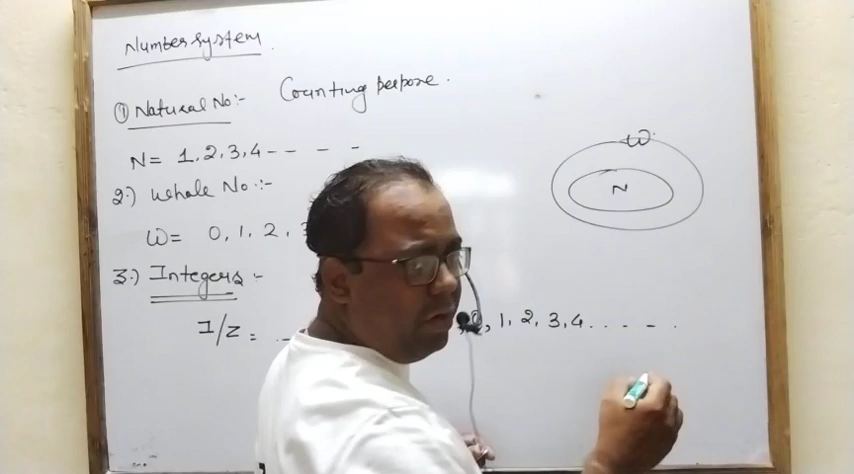 Number system
① Natural No:- Counting perpose.
N = 1, 2, 3, 4 - - - -
W
N
2.) Whole No.:-
W = 0, 1, 2,
3.) Integers :-
I/Z = , 1, 2, 3, 4 . . . . - .